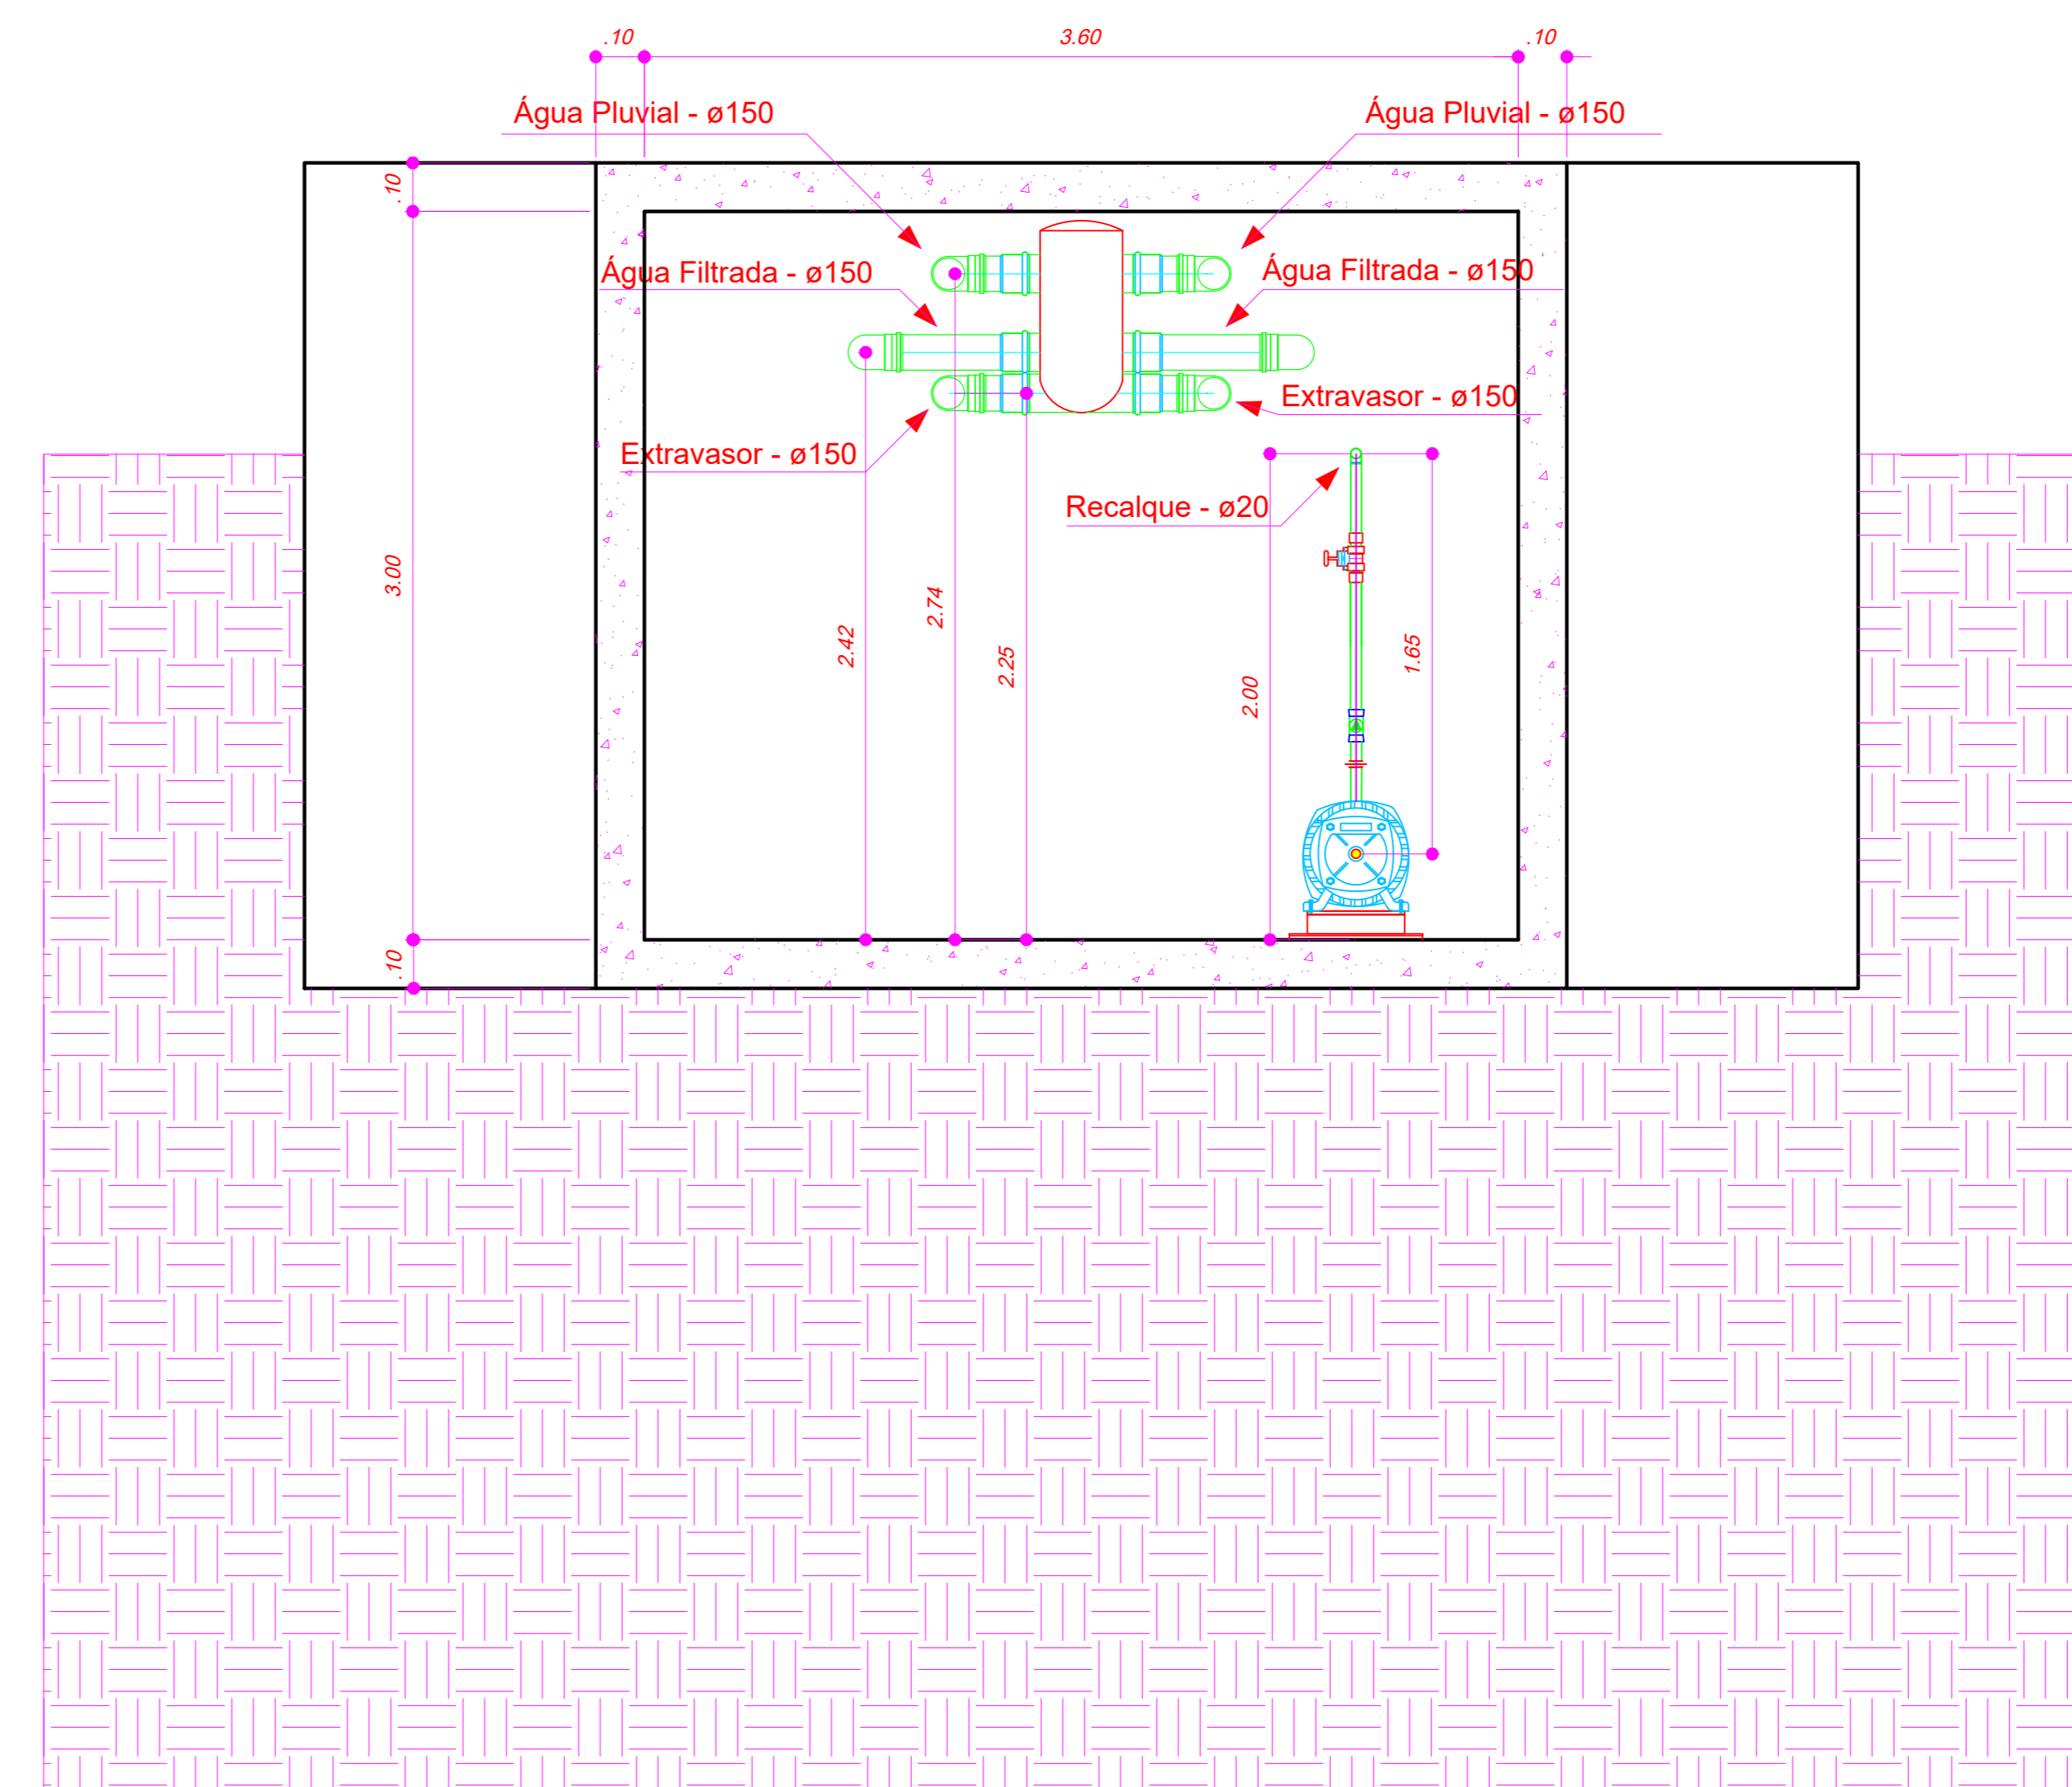 .10
3.60
.10
Água Pluvial - ø150
Água Pluvial - ø150
.10
Água Filtrada - ø150
Água Filtrada - ø150
Extravasor - ø150
Extravasor - ø150
Recalque - ø20
3.00
2.74
2.42
2.25
2.00
1.65
.10